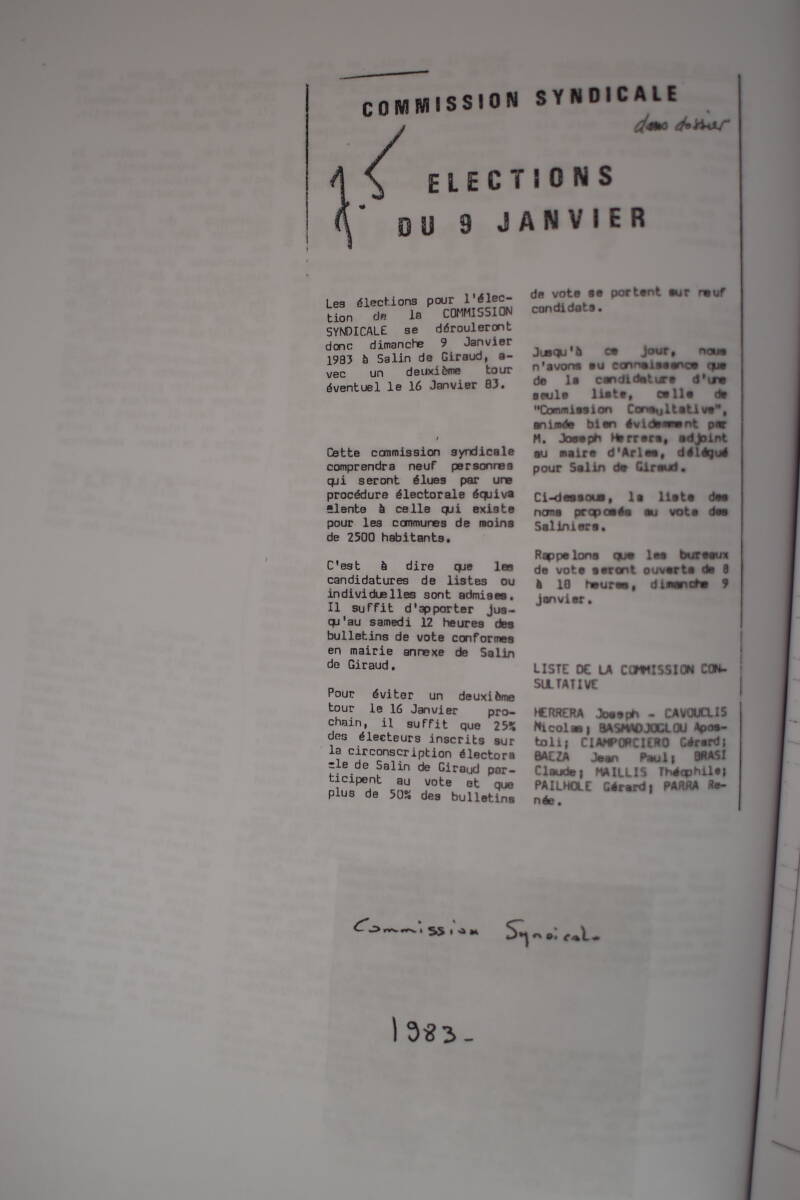 COMMISSION SYNDICALE
dans dossier
ELECTIONS
DU 9 JANVIER
Les élections pour l'élec-
tion de la COMMISSION
SYNDICALE se dérouleront
donc dimanche 9 Janvier
1983 à Salin de Giraud, a-
vec un deuxième tour
éventuel le 16 Janvier 83.
Cette commission syndicale
comprendra neuf personnes
qui seront élues par une
procédure électorale équiva
-lente à celle qui existe
pour les communes de moins
de 2500 habitants.
C'est à dire que les
candidatures de listes ou
individuelles sont admises.
Il suffit d'apporter jus-
qu'au samedi 12 heures des
bulletins de vote conformes
en mairie annexe de Salin
de Giraud.
Pour éviter un deuxième
tour le 16 Janvier pro-
chain, il suffit que 25%
des électeurs inscrits sur
la circonscription électora
-le de Salin de Giraud par-
ticipent au vote et que
plus de 50% des bulletins
de vote se portent sur neuf
candidats.
Jusqu'à ce jour, nous
n'avons eu connaissance que
de la candidature d'une
seule liste, celle de
"Commission Consultative",
animée bien évidemment par
M. Joseph Herrera, adjoint
au maire d'Arles, délégué
pour Salin de Giraud.
Ci-dessous, la liste des
noms proposés au vote des
Saliniers.
Rappelons que les bureaux
de vote seront ouverts de 8
à 18 heures, dimanche 9
janvier.
LISTE DE LA COMMISSION CON-
SULTATIVE
HERRERA Joseph - CAVOUCLIS
Nicolas; BASMADJOGLOU Apos-
toli; CIAMPORCIERO Gérard;
BAEZA Jean Paul; BRASI
Claude; MAILLIS Théophile;
PAILHOLE Gérard; PARRA Re-
née.
Commission Syndicale
1983-